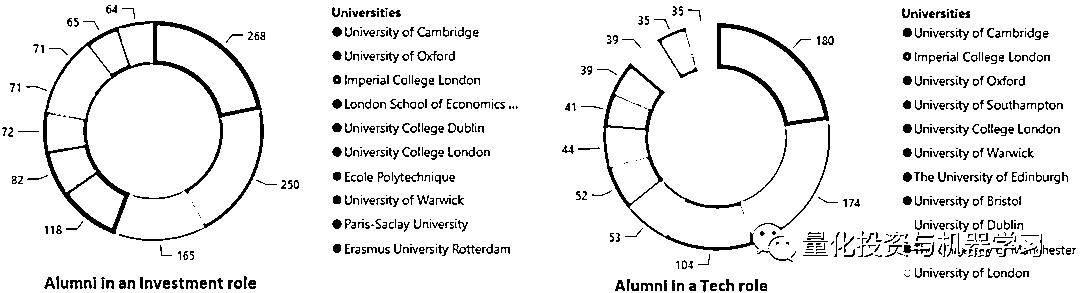 64
65
71
71
72
82
118
165
250
268
Alumni in an Investment role
Universities
University of Cambridge
University of Oxford
Imperial College London
London School of Economics ...
University College Dublin
University College London
Ecole Polytechnique
University of Warwick
Paris-Saclay University
Erasmus University Rotterdam
35
35
39
39
41
44
52
53
104
174
180
Alumni in a Tech role
Universities
University of Cambridge
Imperial College London
University of Oxford
University of Southampton
University College London
University of Warwick
The University of Edinburgh
University of Bristol
University of Dublin
The University of Manchester
University of London
量化投资与机器学习